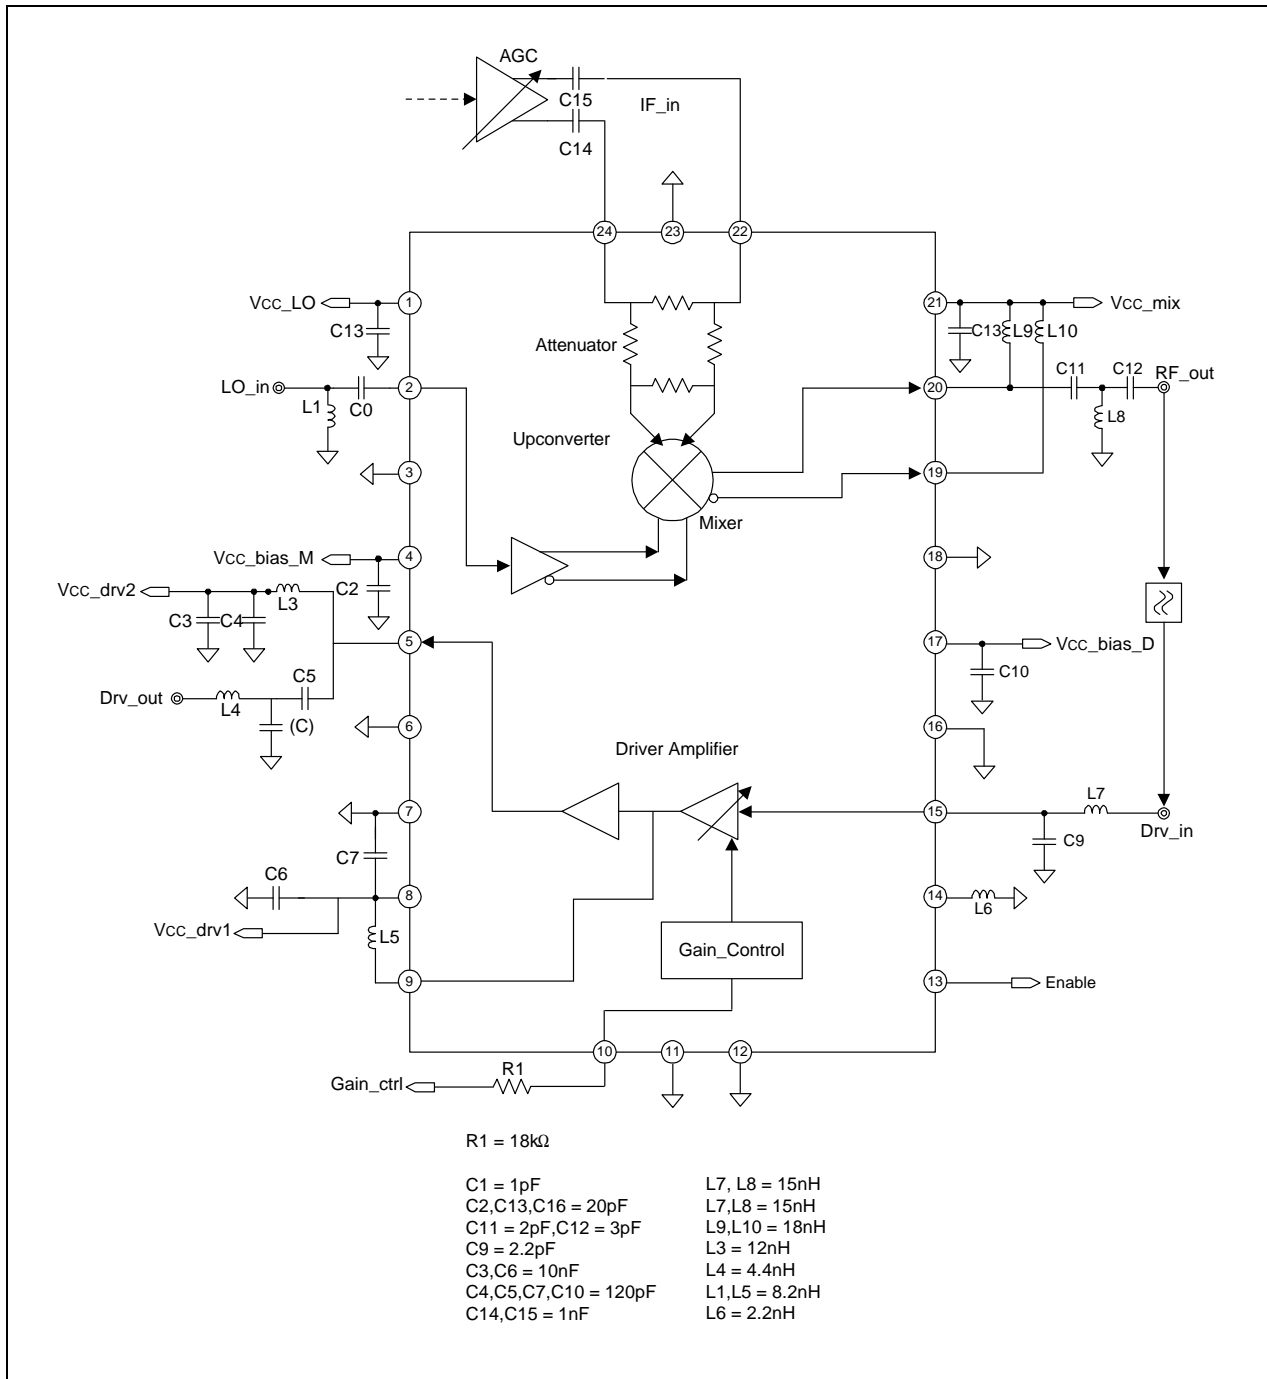 AGC
C15
IF_in
C14
24
23
22
Vcc_LO
1
21
Vcc_mix
C13
C13
L9
L10
Attenuator
LO_in
2
20
C11
C12
RF_out
L1
C0
L8
Upconverter
3
19
Mixer
Vcc_bias_M
4
18
Vcc_drv2
C2
L3
C3
C4
5
17
Vcc_bias_D
C5
C10
Drv_out
L4
(C)
6
16
Driver Amplifier
L7
7
15
Drv_in
C7
C9
C6
8
14
L6
Vcc_drv1
L5
Gain_Control
9
13
Enable
10
11
12
R1
Gain_ctrl
R1 = 18kΩ
C1 = 1pF
C2,C13,C16 = 20pF
C11 = 2pF,C12 = 3pF
C9 = 2.2pF
C3,C6 = 10nF
C4,C5,C7,C10 = 120pF
C14,C15 = 1nF
L7, L8 = 15nH
L7,L8 = 15nH
L9,L10 = 18nH
L3 = 12nH
L4 = 4.4nH
L1,L5 = 8.2nH
L6 = 2.2nH